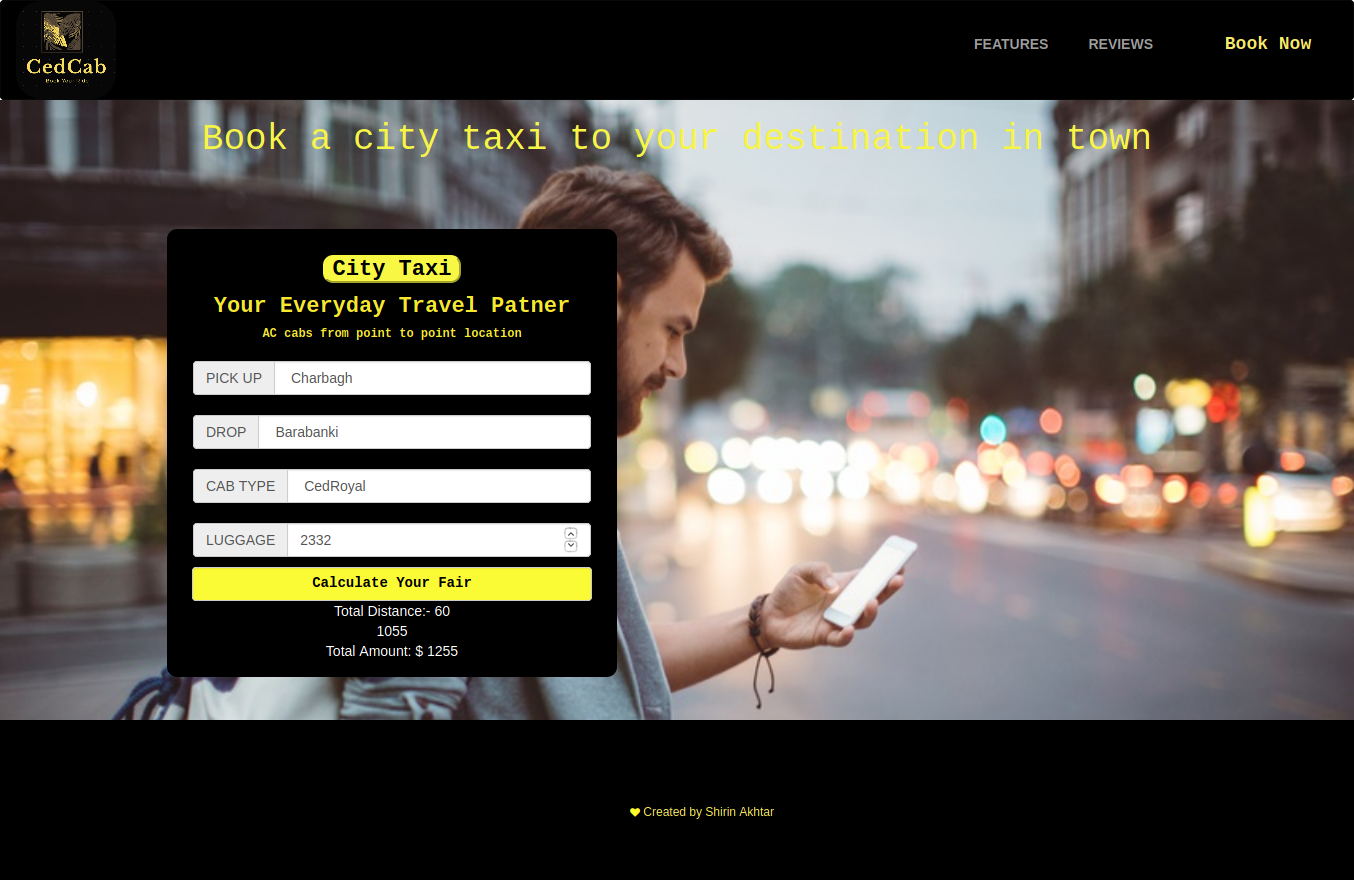 CedCab
Book Your Ride
FEATURES
REVIEWS
Book Now
Book a city taxi to your destination in town
City Taxi
Your Everyday Travel Patner
AC cabs from point to point location
PICK UP Charbagh
DROP Barabanki
CAB TYPE CedRoyal
LUGGAGE 2332
Calculate Your Fair
Total Distance:- 60
1055
Total Amount: $ 1255
Created by Shirin Akhtar